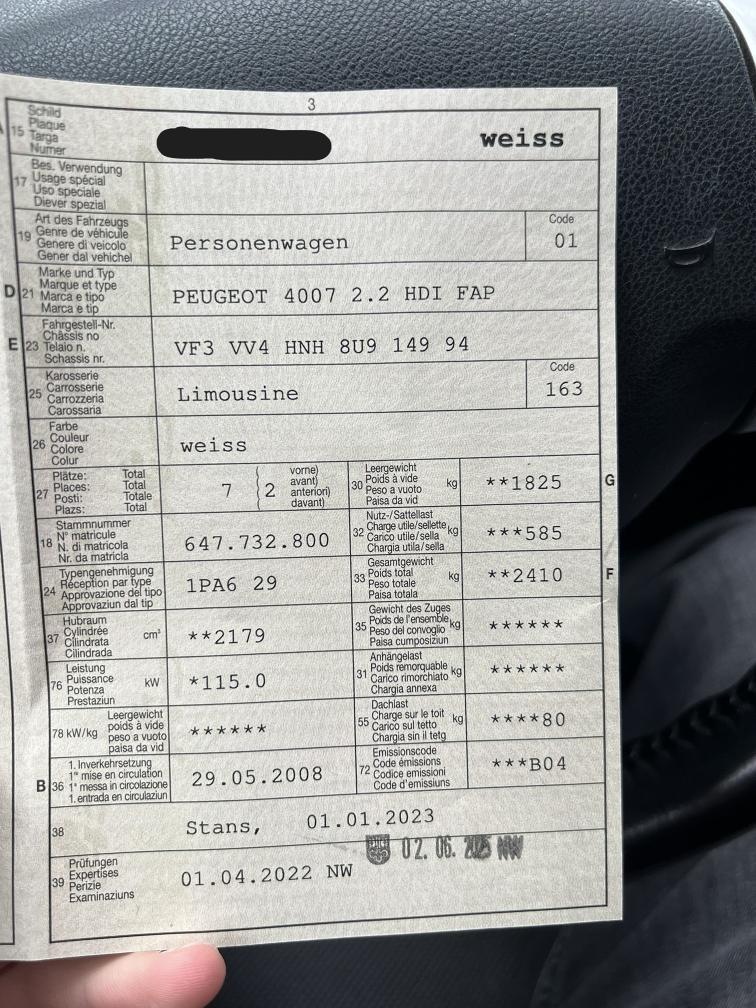 3
15 Schild
Plaque
Targa
Numer
weiss
17 Bes. Verwendung
Usage spécial
Uso speciale
Diever spezial
19 Art des Fahrzeugs
Genre de véhicule
Genere di veicolo
Gener dal vehichel
Personenwagen
Code
01
D 21 Marke und Typ
Marque et type
Marca e tipo
Marca e tip
PEUGEOT 4007 2.2 HDI FAP
E 23 Fahrgestell-Nr.
Châssis no
Telaio n.
Schassis nr.
VF3 VV4 HNH 8U9 149 94
25 Karosserie
Carrosserie
Carrozzeria
Carossaria
Limousine
Code
163
26 Farbe
Couleur
Colore
Colur
weiss
27 Plätze: Total
Places: Total
Posti: Totale
Plazs: Total
7 ( 2 vorne)
avant)
anteriori)
davant)
30 Leergewicht
Poids à vide
Peso a vuoto
Paisa da vid
kg
**1825
G
18 Stammnummer
N° matricule
N. di matricola
Nr. da matricla
647.732.800
32 Nutz-/Sattellast
Charge utile/sellette
Carico utile/sella
Chargia utila/sella
kg
***585
24 Typengenehmigung
Réception par type
Approvazione del tipo
Approvaziun dal tip
1PA6 29
33 Gesamtgewicht
Poids total
Peso totale
Paisa totala
kg
**2410
F
37 Hubraum
Cylindrée
Cilindrata
Cilindrada
cm³
**2179
35 Gewicht des Zuges
Poids de l'ensemble
Peso del convoglio
Paisa cumposiziun
kg
******
76 Leistung
Puissance
Potenza
Prestaziun
kW
*115.0
31 Anhängelast
Poids remorquable
Carico rimorchiato
Chargia annexa
kg
******
78 kW/kg Leergewicht
poids à vide
peso a vuoto
paisa da vid
******
55 Dachlast
Charge sur le toit
Carico sul tetto
Chargia sin il tetg
kg
****80
B 36 1. Inverkehrsetzung
1re mise en circulation
1a messa in circolazione
1. entrada en circulaziun
29.05.2008
72 Emissionscode
Code émissions
Codice emissioni
Code d'emissiuns
***B04
38
Stans, 01.01.2023
39 Prüfungen
Expertises
Perizie
Examinaziuns
01.04.2022 NW
02. 06. NW